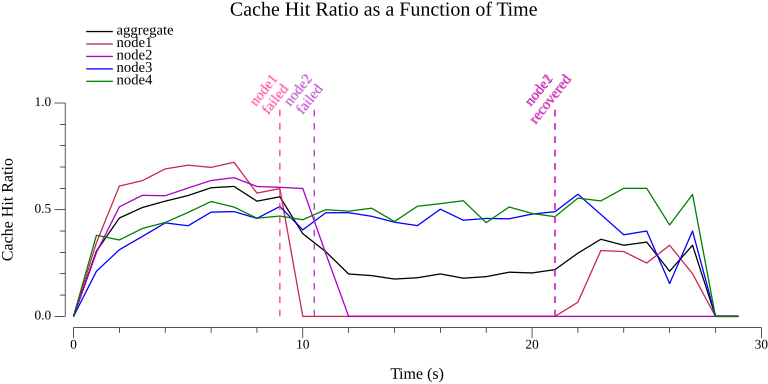 Cache Hit Ratio as a Function of Time
aggregate
node1
node2
node3
node4
node1
failed
node2
failed
recovered
1.0
0.5
0.0
Cache Hit Ratio
0
10
20
30
Time (s)